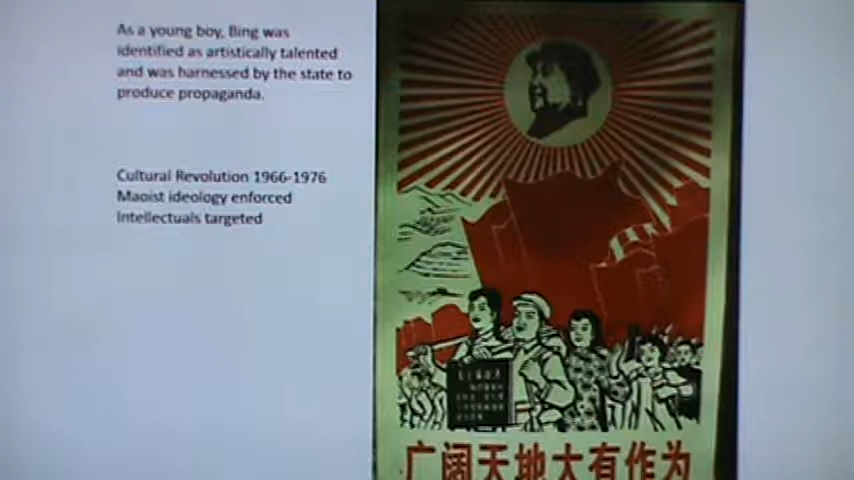 As a young boy, Bing was
identified as artistically talented
and was harnessed by the state to
produce propaganda.
Cultural Revolution 1966-1976
Maoist ideology enforced
Intellectuals targeted
广阔天地大有作为